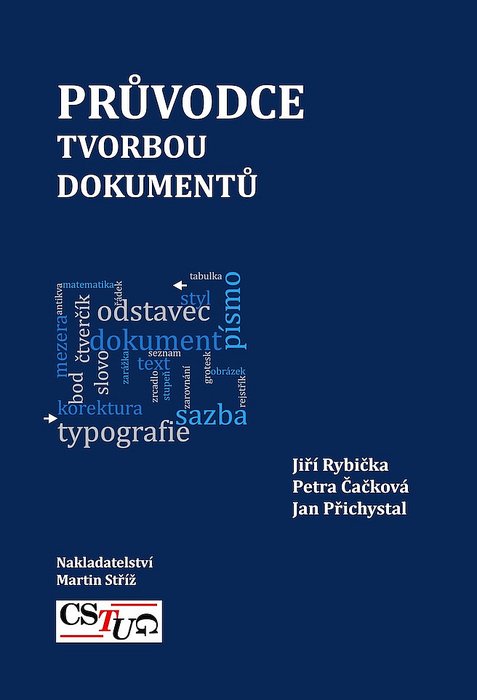 PRŮVODCE
TVORBOU
DOKUMENTŮ
tabulka
matematika
antikva
řádek
styl
písmo
odstavec
mezera
čtverčík
dokument
seznam
text
slovo
bod
zarážka
zrcadlo
stupeň
zarovnání
grotesk
obrázek
rejstřík
korektura
sazba
typografie
Jiří Rybička
Petra Čačková
Jan Přichystal
Nakladatelství
Martin Stříž
CSTUG